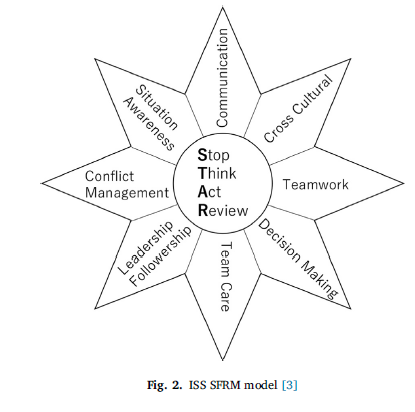 Communication
Cross Cultural
Teamwork
Decision Making
Team Care
Leadership
Followership
Conflict
Management
Situation
Awareness
Stop
Think
Act
Review
Fig. 2. ISS SFRM model [3]